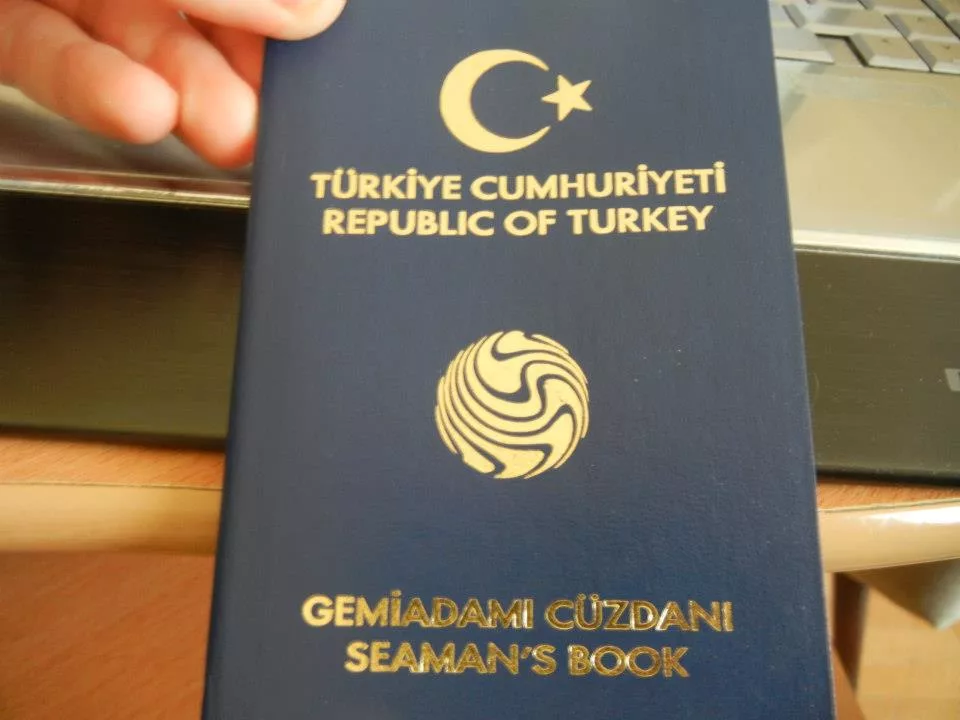 TÜRKİYE CUMHURİYETİ
REPUBLIC OF TURKEY
GEMİADAMI CÜZDANI
SEAMAN'S BOOK